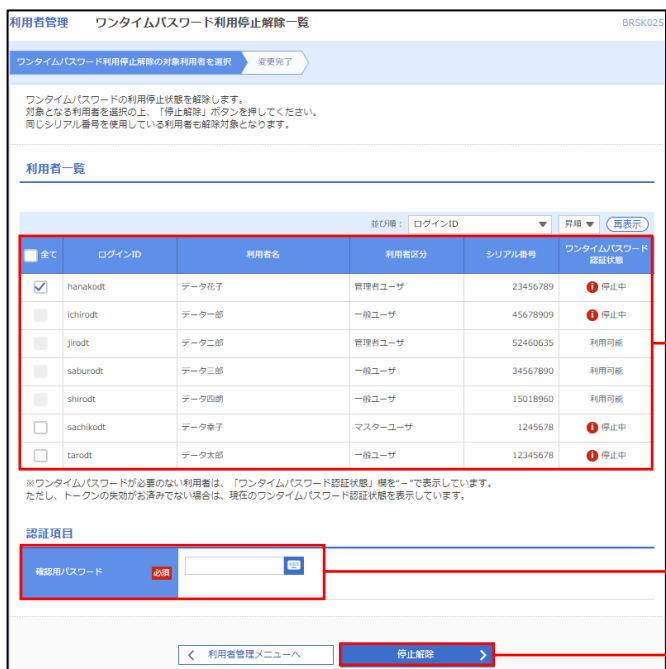 利用者管理 ワンタイムパスワード利用停止解除一覧 BRSK025
ワンタイムパスワード利用停止解除の対象利用者を選択 変更完了
ワンタイムパスワードの利用停止状態を解除します。
対象となる利用者を選択の上、「停止解除」ボタンを押してください。
同じシリアル番号を使用している利用者も解除対象となります。
利用者一覧
並び順： ログインID 昇順 再表示
全て ログインID 利用者名 利用者区分 シリアル番号 ワンタイムパスワード
認証状態
hanakodt データ花子 管理者ユーザ 23456789 停止中
ichirodt データ一郎 一般ユーザ 45678909 停止中
jirodt データ二郎 管理者ユーザ 52460635 利用可能
saburodt データ三郎 一般ユーザ 34567890 利用可能
shirodt データ四朗 一般ユーザ 15018960 利用可能
sachikodt データ幸子 マスターユーザ 1245678 停止中
tarodt データ太郎 一般ユーザ 12345678 停止中
※ワンタイムパスワードが必要のない利用者は、「ワンタイムパスワード認証状態」欄を"－"で表示しています。
ただし、トークンの失効がお済みでない場合は、現在のワンタイムパスワード認証状態を表示しています。
認証項目
確認用パスワード 必須
利用者管理メニューへ 停止解除